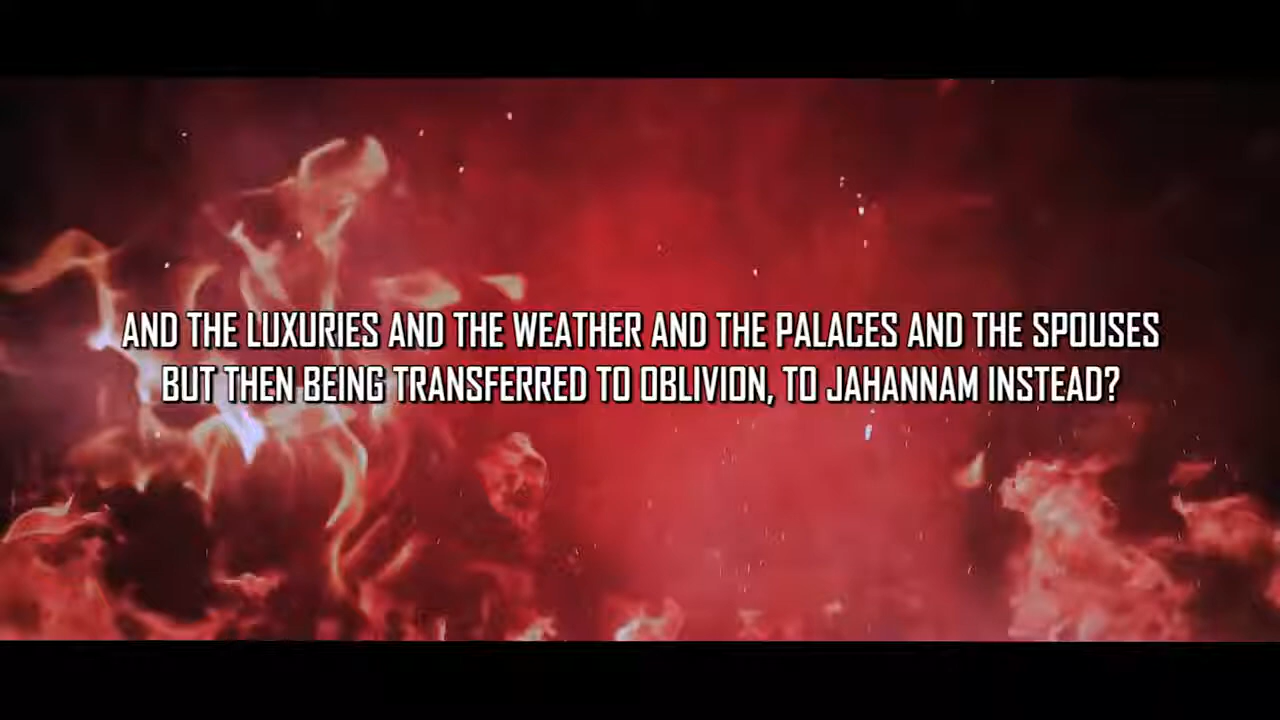 AND THE LUXURIES AND THE WEATHER AND THE PALACES AND THE SPOUSES
BUT THEN BEING TRANSFERRED TO OBLIVION, TO JAHANNAM INSTEAD?